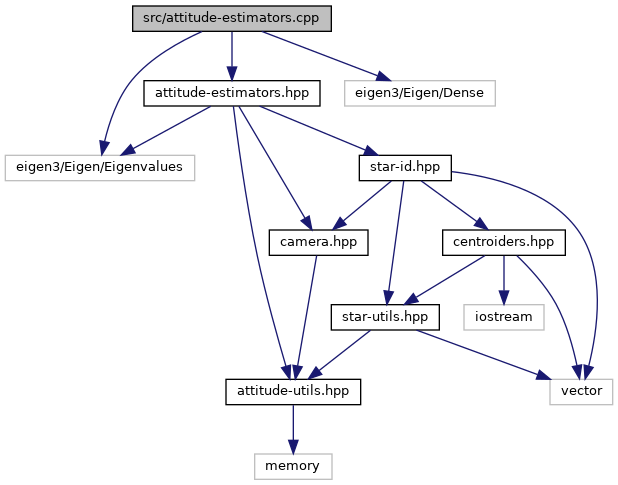 src/attitude-estimators.cpp
attitude-estimators.hpp
eigen3/Eigen/Dense
eigen3/Eigen/Eigenvalues
star-id.hpp
camera.hpp
centroiders.hpp
star-utils.hpp
iostream
attitude-utils.hpp
vector
memory